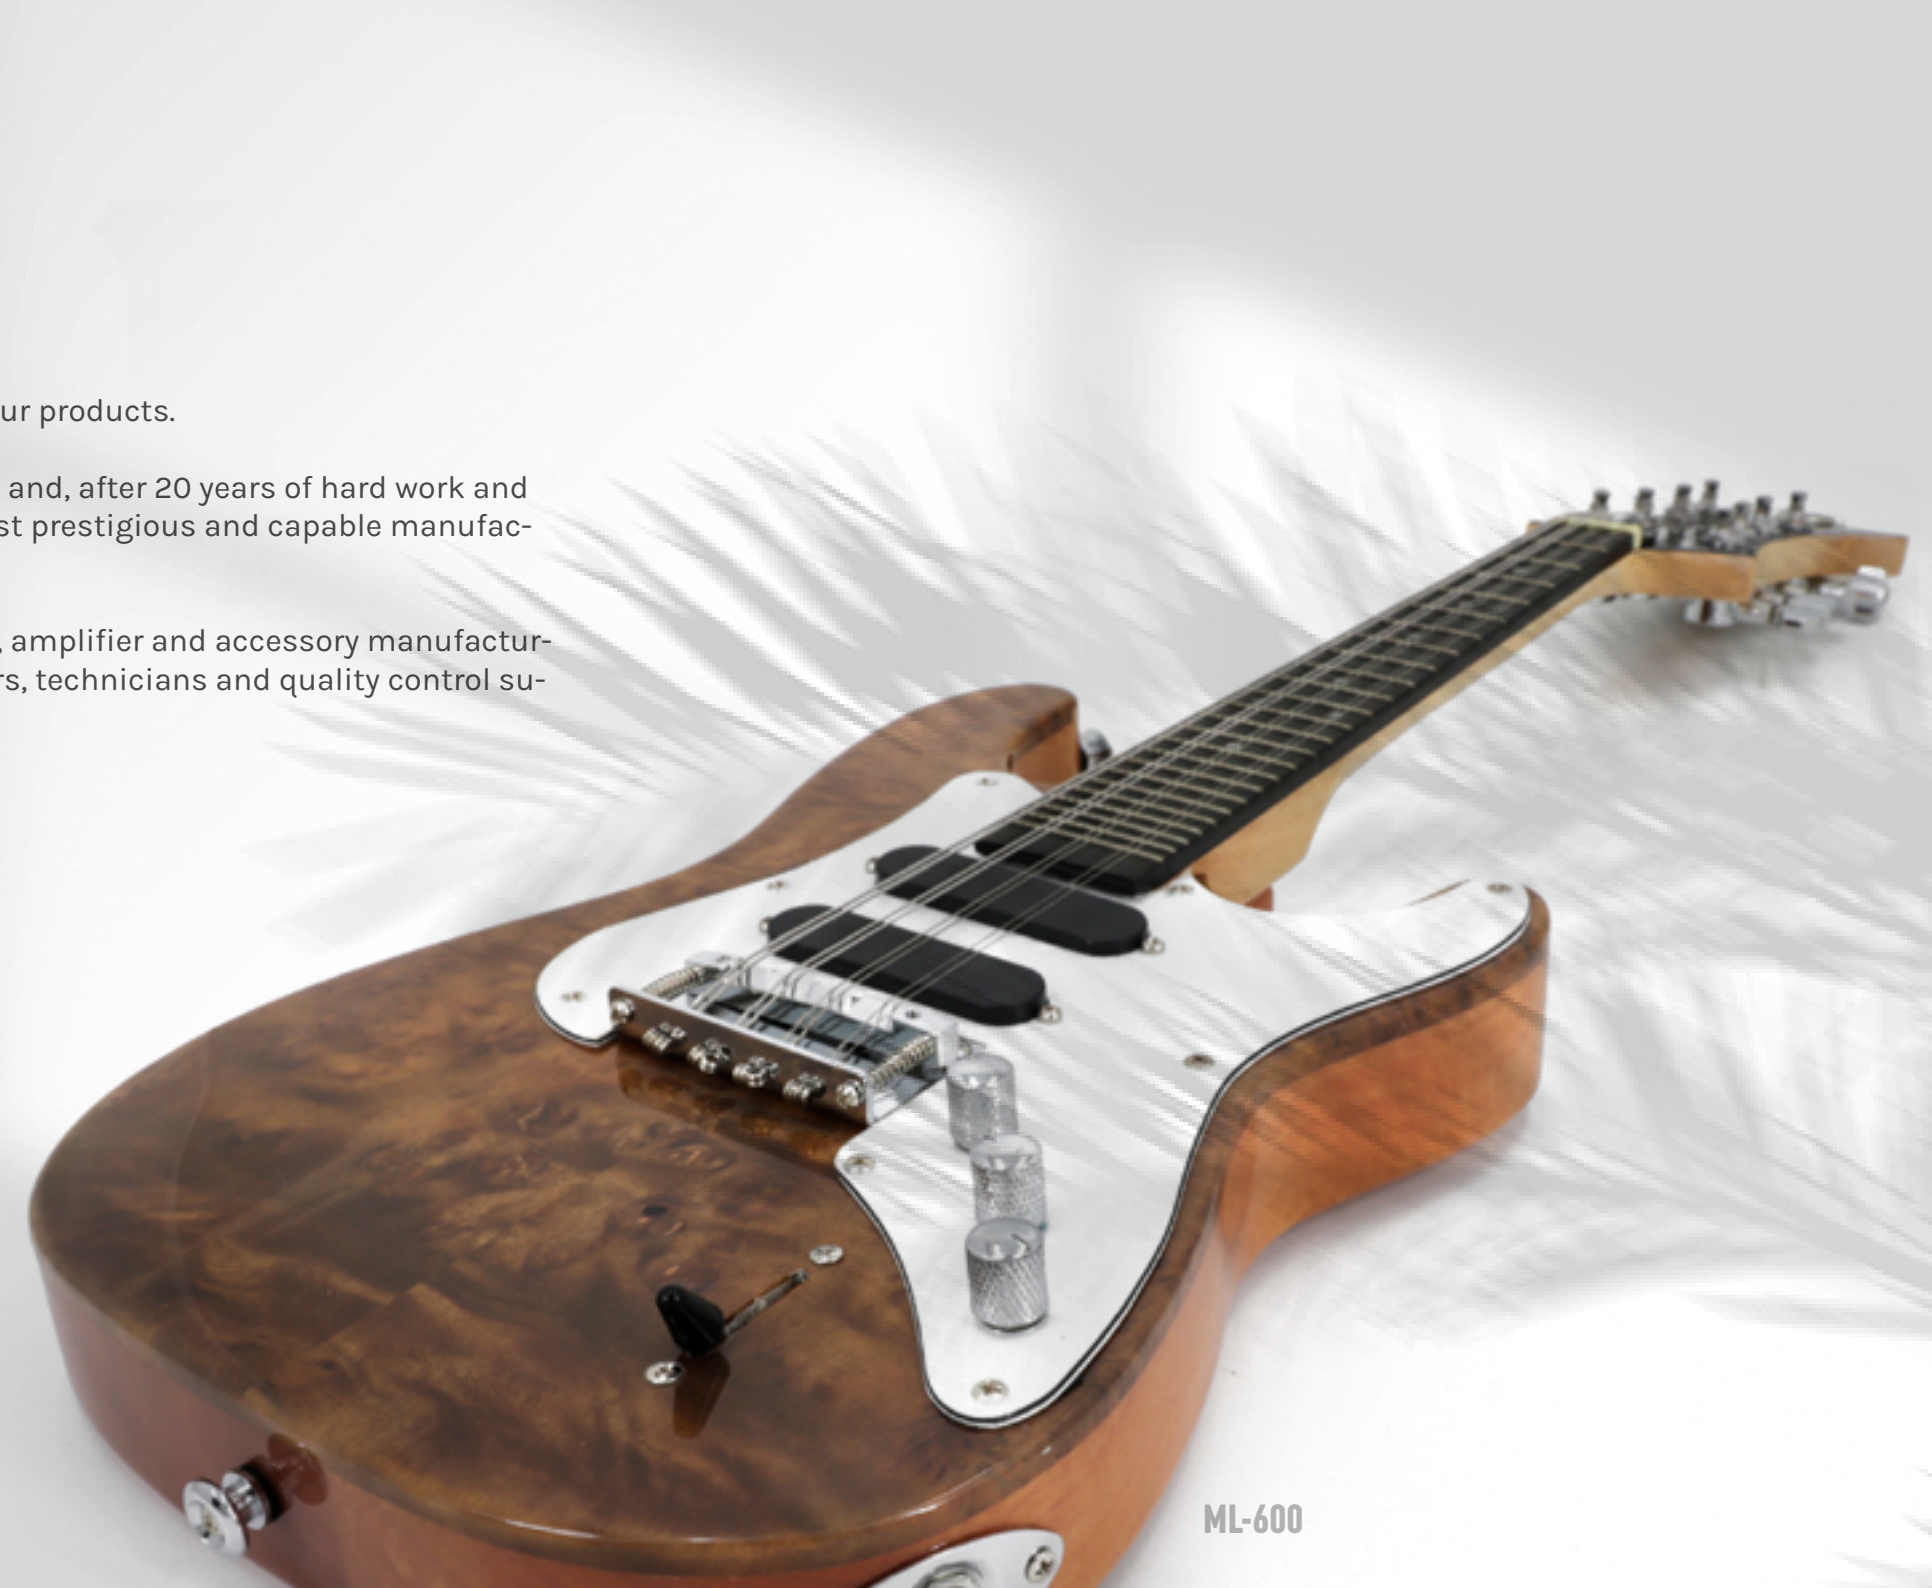 ur products.
and, after 20 years of hard work and
st prestigious and capable manufac-
, amplifier and accessory manufactur-
rs, technicians and quality control su-
ML-600